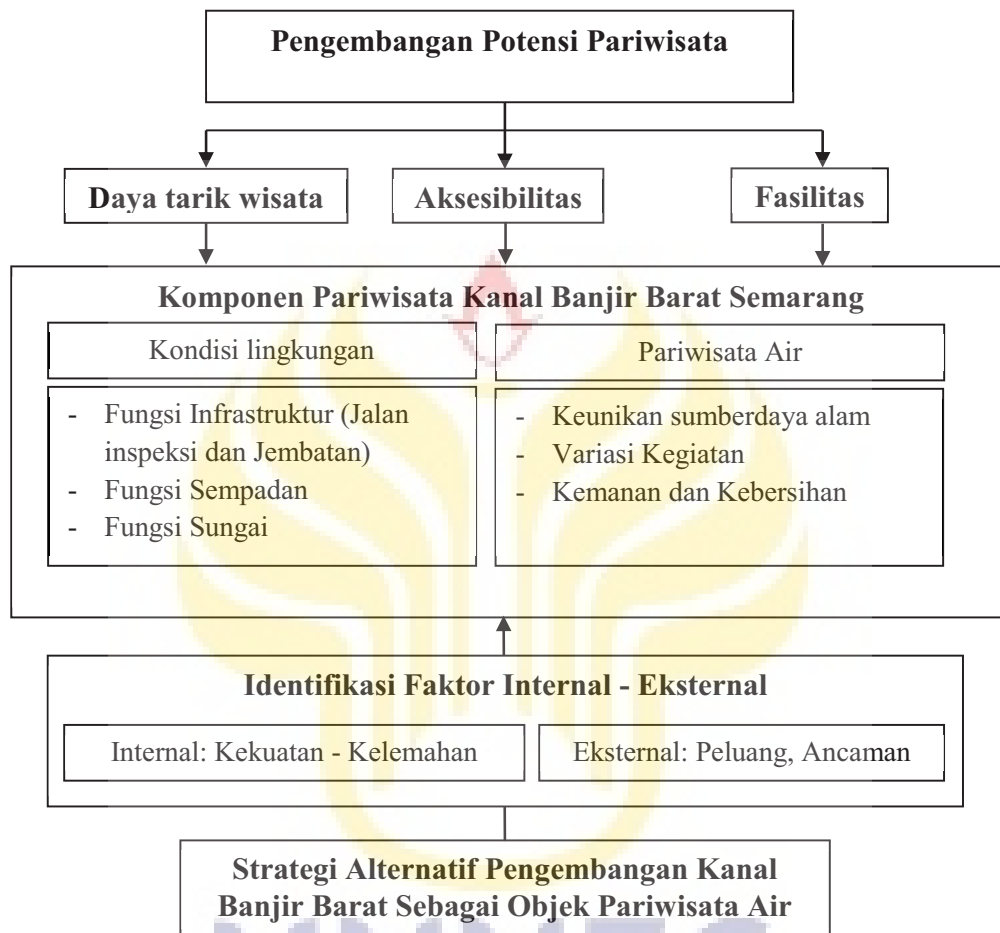 Pengembangan Potensi Pariwisata
Daya tarik wisata
Aksesibilitas
Fasilitas
Komponen Pariwisata Kanal Banjir Barat Semarang
Kondisi lingkungan
Pariwisata Air
- Fungsi Infrastruktur (Jalan
inspeksi dan Jembatan)
- Fungsi Sempadan
- Fungsi Sungai
- Keunikan sumberdaya alam
- Variasi Kegiatan
- Kemanan dan Kebersihan
Identifikasi Faktor Internal - Eksternal
Internal: Kekuatan - Kelemahan
Eksternal: Peluang, Ancaman
Strategi Alternatif Pengembangan Kanal
Banjir Barat Sebagai Objek Pariwisata Air